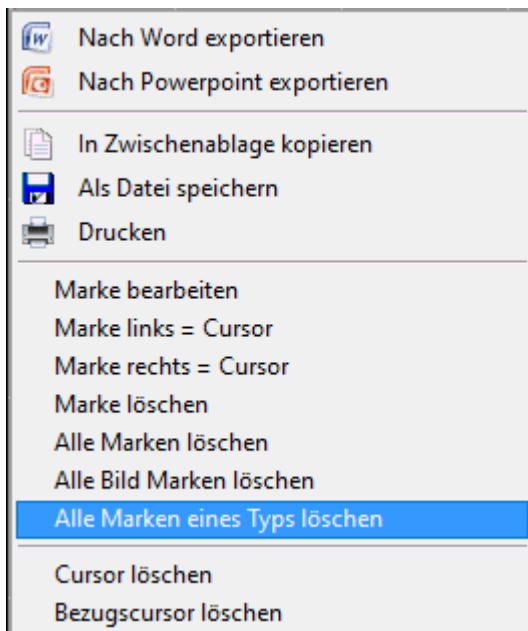 Nach Word exportieren
Nach Powerpoint exportieren
In Zwischenablage kopieren
Als Datei speichern
Drucken
Marke bearbeiten
Marke links = Cursor
Marke rechts = Cursor
Marke löschen
Alle Marken löschen
Alle Bild Marken löschen
Alle Marken eines Typs löschen
Cursor löschen
Bezugscursor löschen